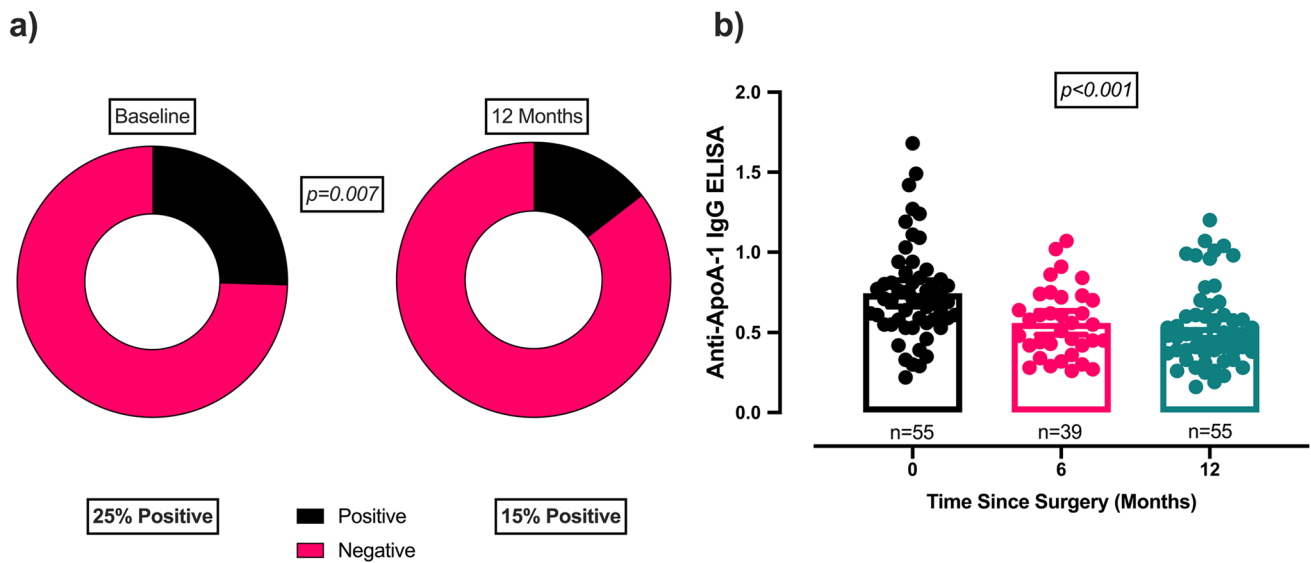 a)
Baseline
12 Months
p=0.007
25% Positive
15% Positive
Positive
Negative
b)
p<0.001
Anti-ApoA-1 IgG ELISA
2.0
1.5
1.0
0.5
0.0
n=55
n=39
n=55
0
6
12
Time Since Surgery (Months)